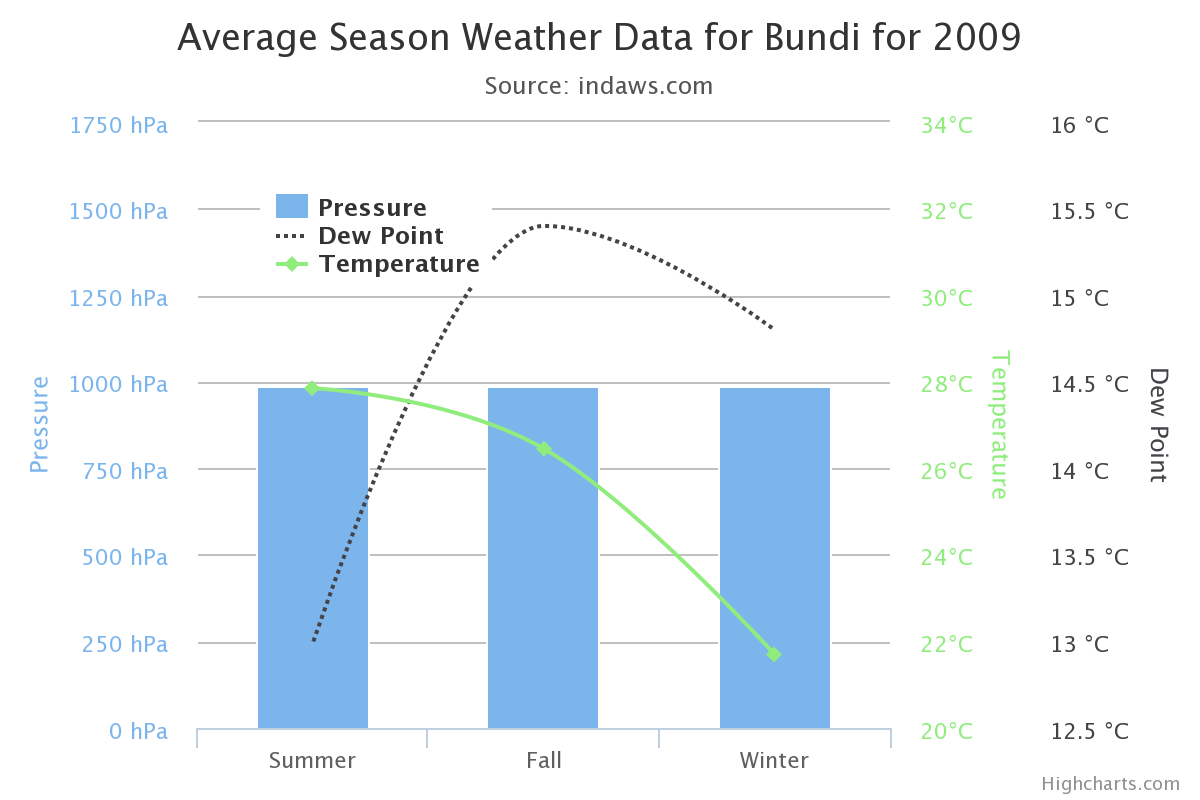 Average Season Weather Data for Bundi for 2009
Source: indaws.com
1750 hPa
1500 hPa
1250 hPa
1000 hPa
750 hPa
500 hPa
250 hPa
0 hPa
Pressure
Pressure
Dew Point
Temperature
34°C
32°C
30°C
28°C
26°C
24°C
22°C
20°C
Temperature
16 °C
15.5 °C
15 °C
14.5 °C
14 °C
13.5 °C
13 °C
12.5 °C
Dew Point
Summer
Fall
Winter
Highcharts.com